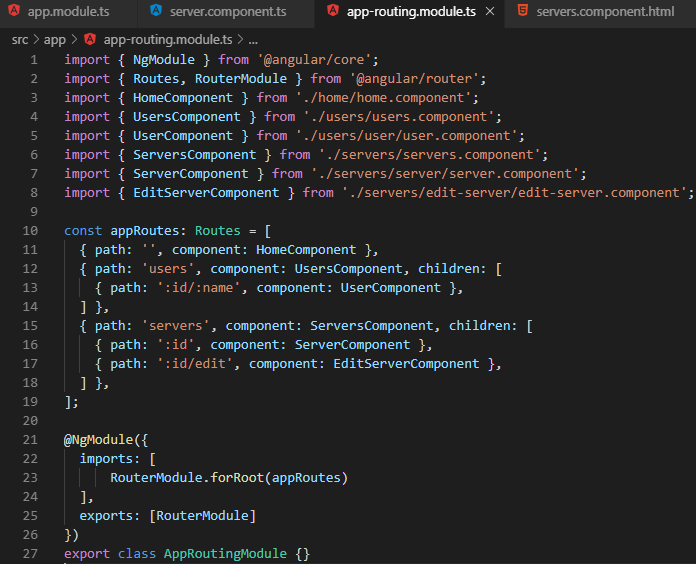 app.module.ts server.component.ts app-routing.module.ts servers.component.html
src > app > app-routing.module.ts > ...
1 import { NgModule } from '@angular/core';
2 import { Routes, RouterModule } from '@angular/router';
3 import { HomeComponent } from './home/home.component';
4 import { UsersComponent } from './users/users.component';
5 import { UserComponent } from './users/user/user.component';
6 import { ServersComponent } from './servers/servers.component';
7 import { ServerComponent } from './servers/server/server.component';
8 import { EditServerComponent } from './servers/edit-server/edit-server.component';
9
10 const appRoutes: Routes = [
11   { path: '', component: HomeComponent },
12   { path: 'users', component: UsersComponent, children: [
13     { path: ':id/:name', component: UserComponent },
14   ] },
15   { path: 'servers', component: ServersComponent, children: [
16     { path: ':id', component: ServerComponent },
17     { path: ':id/edit', component: EditServerComponent },
18   ] },
19 ];
20
21 @NgModule({
22   imports: [
23       RouterModule.forRoot(appRoutes)
24   ],
25   exports: [RouterModule]
26 })
27 export class AppRoutingModule {}